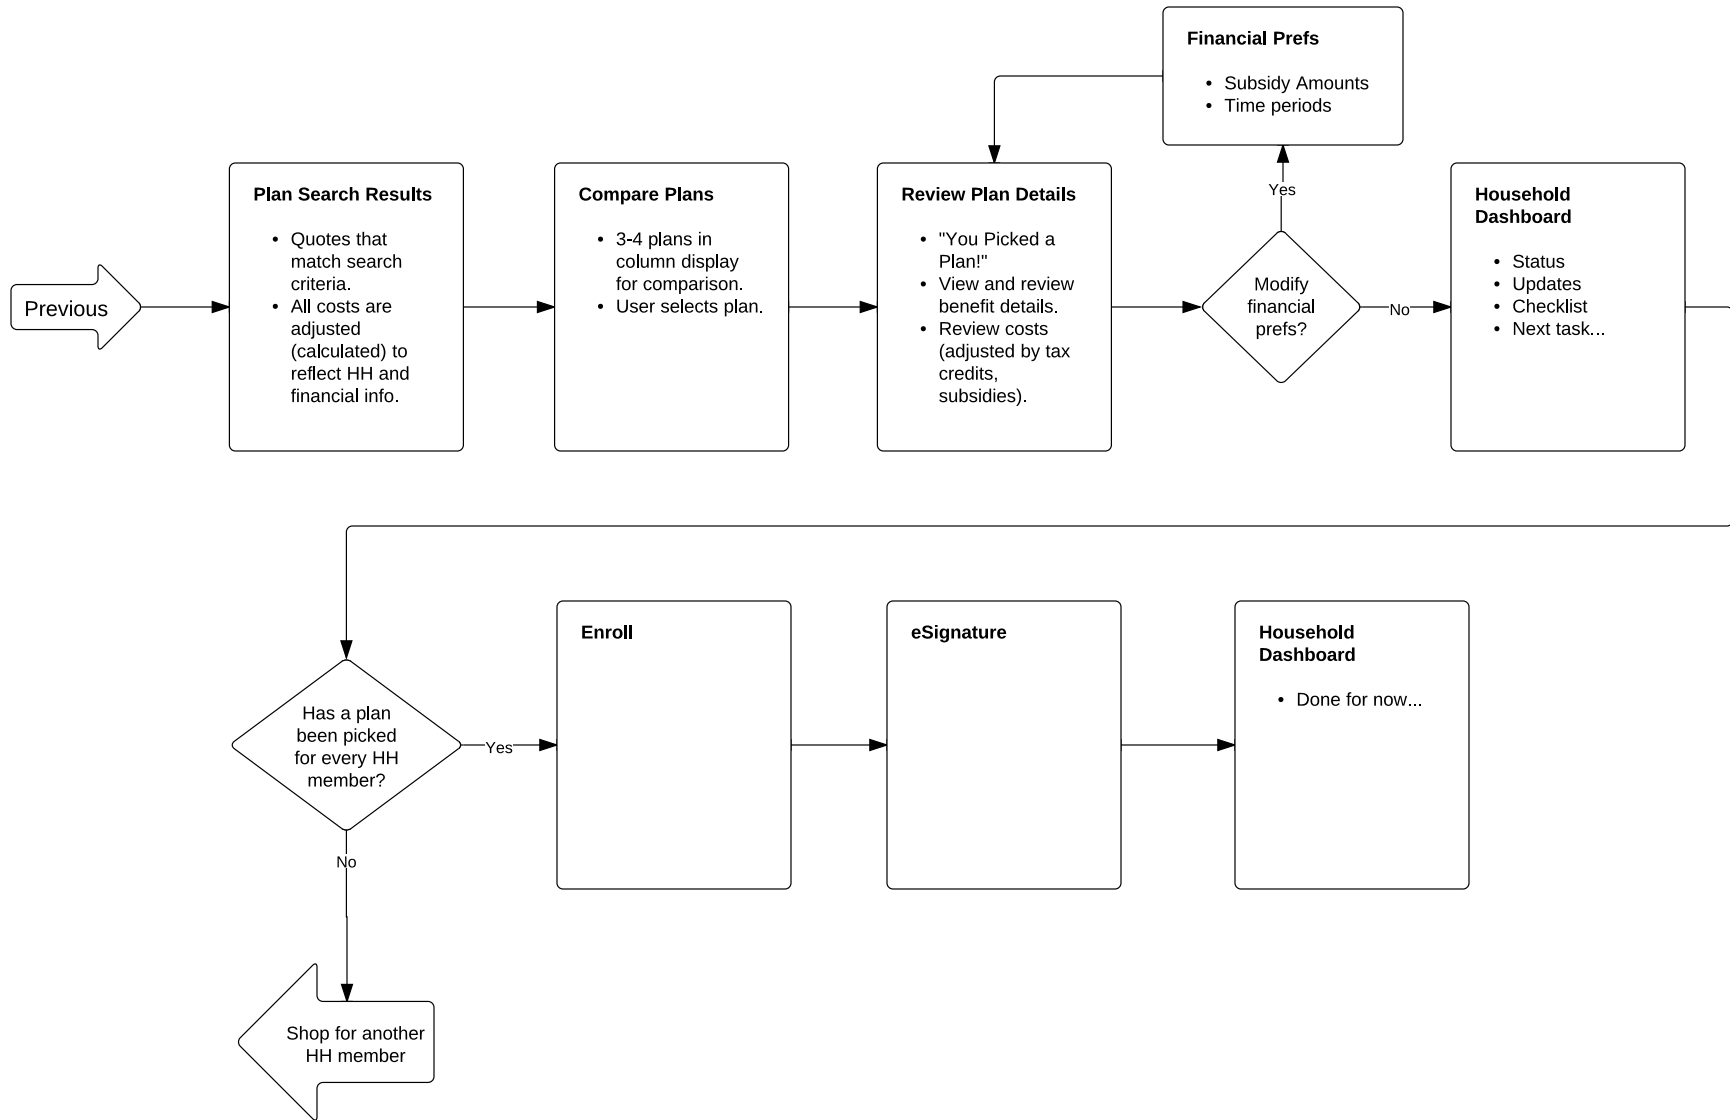 Financial Prefs
• Subsidy Amounts
• Time periods
Previous
Plan Search Results
• Quotes that
match search
criteria.
• All costs are
adjusted
(calculated) to
reflect HH and
financial info.
Compare Plans
• 3-4 plans in
column display
for comparison.
• User selects plan.
Review Plan Details
• "You Picked a
Plan!"
• View and review
benefit details.
• Review costs
(adjusted by tax
credits,
subsidies).
Yes
Modify
financial
prefs?
No
Household
Dashboard
• Status
• Updates
• Checklist
• Next task...
Has a plan
been picked
for every HH
member?
Yes
Enroll
eSignature
Household
Dashboard
• Done for now...
No
Shop for another
HH member